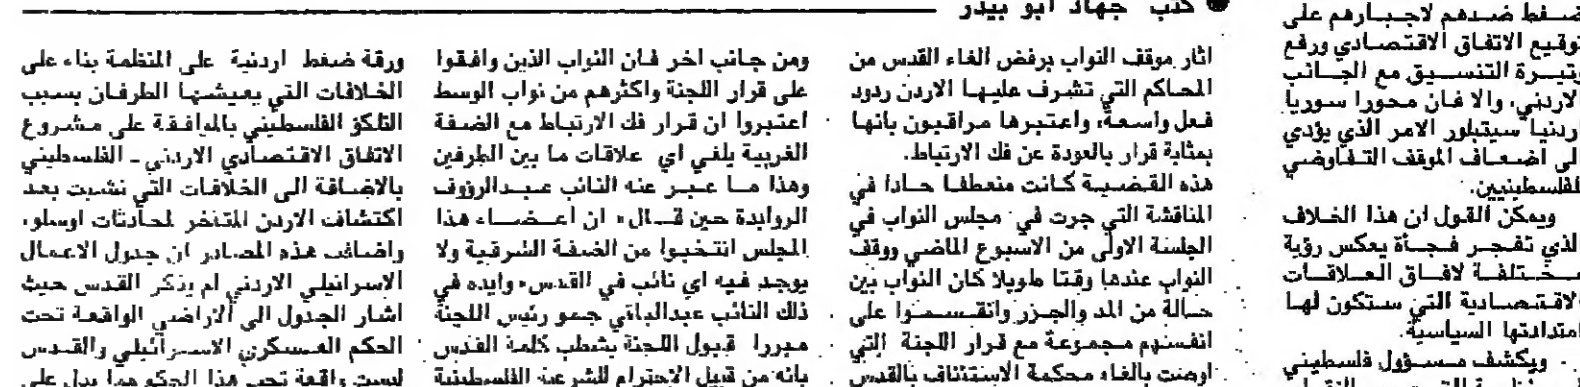 ضغط ضدهم لاجبارهم على
توقيع الاتفاق الاقتصادي ورفع
وتيرة التنسيق مع الجانب
الاردني، والا فان محورا سوريا
اردنيا سيتبلور الامر الذي يؤدي
الى اضعاف الموقف التفاوضي
للفلسطينيين.
ويمكن القول ان هذا الخلاف
الذي تفجر فجأة يعكس رؤية
مختلفة لافاق العلاقات
الاقتصادية التي ستكون لها
امتدادتها السياسية.
ويكشف مسؤول فلسطيني
● كتب جهاد ابو بيدر
اثار موقف النواب برفض الغاء القدس من
المحاكم التي تشرف عليها الاردن ردود
فعل واسعة، واعتبرها مراقبون بانها
بمثابة قرار بالعودة عن فك الارتباط.
هذه القضية كانت منعطفا حادا في
المناقشة التي جرت في مجلس النواب في
الجلسة الاولى من الاسبوع الماضي ووقف
النواب عندها وقتا طويلا كان النواب بين
حالة من المد والجزر وانقسموا على
انفسهم مجموعة مع قرار اللجنة التي
اوصت بالغاء محكمة الاستئناف بالقدس
ومن جانب اخر فان النواب الذين وافقوا
على قرار اللجنة واكثرهم من نواب الوسط
اعتبروا ان قرار فك الارتباط مع الضفة
الغربية يلغي اي علاقات ما بين الطرفين
وهذا ما عبر عنه النائب عبدالرؤوف
الروابدة حين قال « ان اعضاء هذا
المجلس انتخبوا من الضفة الشرقية ولا
يوجد فيه اي نائب في القدس» وايده في
ذلك النائب عبدالباقي جمو رئيس اللجنة
مبررا قبول اللجنة بشطب كلمة القدس
بانه من قبيل الاحترام للشرعية الفلسطينية
ورقة ضغط اردنية على المنظمة بناء على
الخلافات التي يعيشها الطرفان بسبب
التلكؤ الفلسطيني بالموافقة على مشروع
الاتفاق الاقتصادي الاردني - الفلسطيني
بالاضافة الى الخلافات التي نشبت بعد
اكتشاف الاردن المتاخر لمحادثات اوسلو،
واضافت هذه المصادر ان جدول الاعمال
الاسرائيلي الاردني لم يذكر القدس حيث
اشار الجدول الى الاراضي الواقعة تحت
الحكم العسكري الاسرائيلي والقدس
ليست واقعة تحت هذا الحكم مما يدل على